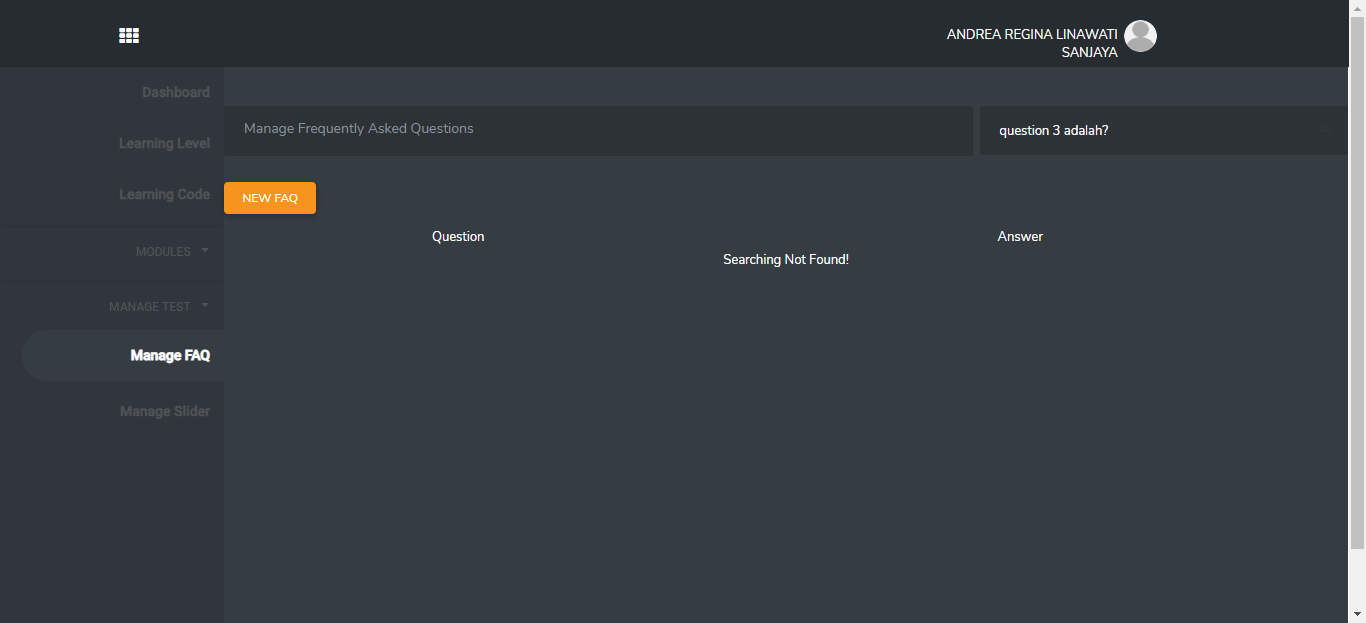 ANDREA REGINA LINAWATI
SANJAYA
Dashboard
Learning Level
Learning Code
MODULES
MANAGE TEST
Manage FAQ
Manage Slider
Manage Frequently Asked Questions
question 3 adalah?
NEW FAQ
Question Answer
Searching Not Found!